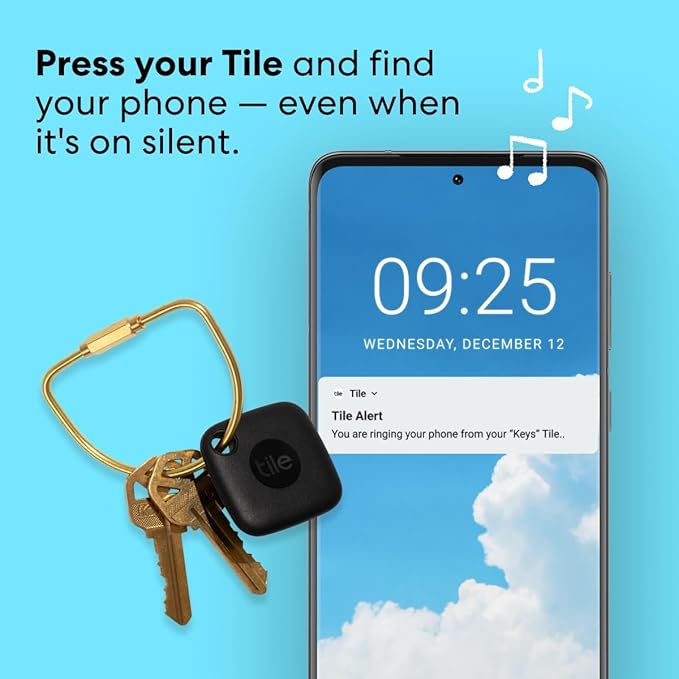 Press your Tile and find
your phone — even when
it's on silent.
09:25
WEDNESDAY, DECEMBER 12
tile Tile
Tile Alert
You are ringing your phone from your “Keys” Tile..
tile